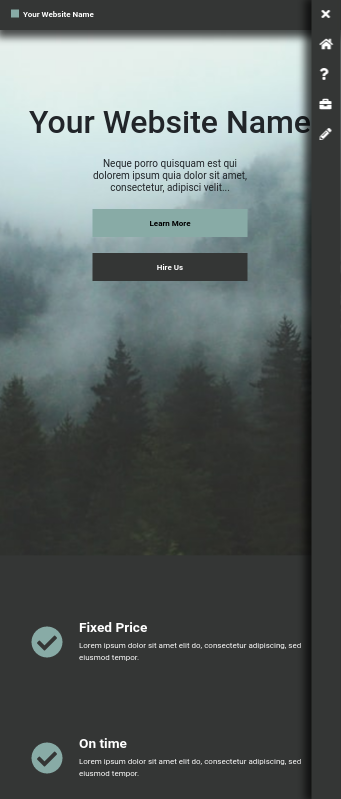 Your Website Name
Your Website Name
Neque porro quisquam est qui
dolorem ipsum quia dolor sit amet,
consectetur, adipisci velit...
Learn More
Hire Us
Fixed Price
Lorem ipsum dolor sit amet elit do, consectetur adipiscing, sed
eiusmod tempor.
On time
Lorem ipsum dolor sit amet elit do, consectetur adipiscing, sed
eiusmod tempor.